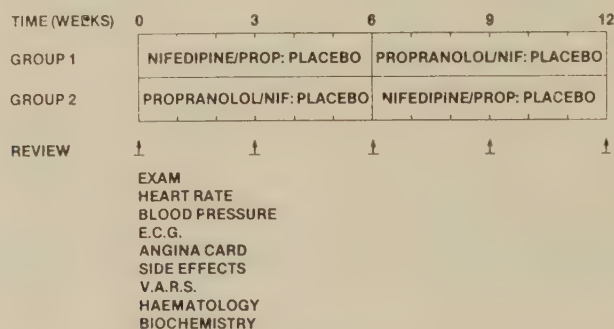 TIME (WEEKS) 0 3 6 9 12
GROUP 1 NIFEDIPINE/PROP: PLACEBO PROPRANOLOL/NIF: PLACEBO
GROUP 2 PROPRANOLOL/NIF: PLACEBO NIFEDIPINE/PROP: PLACEBO
REVIEW
EXAM
HEART RATE
BLOOD PRESSURE
E.C.G.
ANGINA CARD
SIDE EFFECTS
V.A.R.S.
HAEMATOLOGY
BIOCHEMISTRY